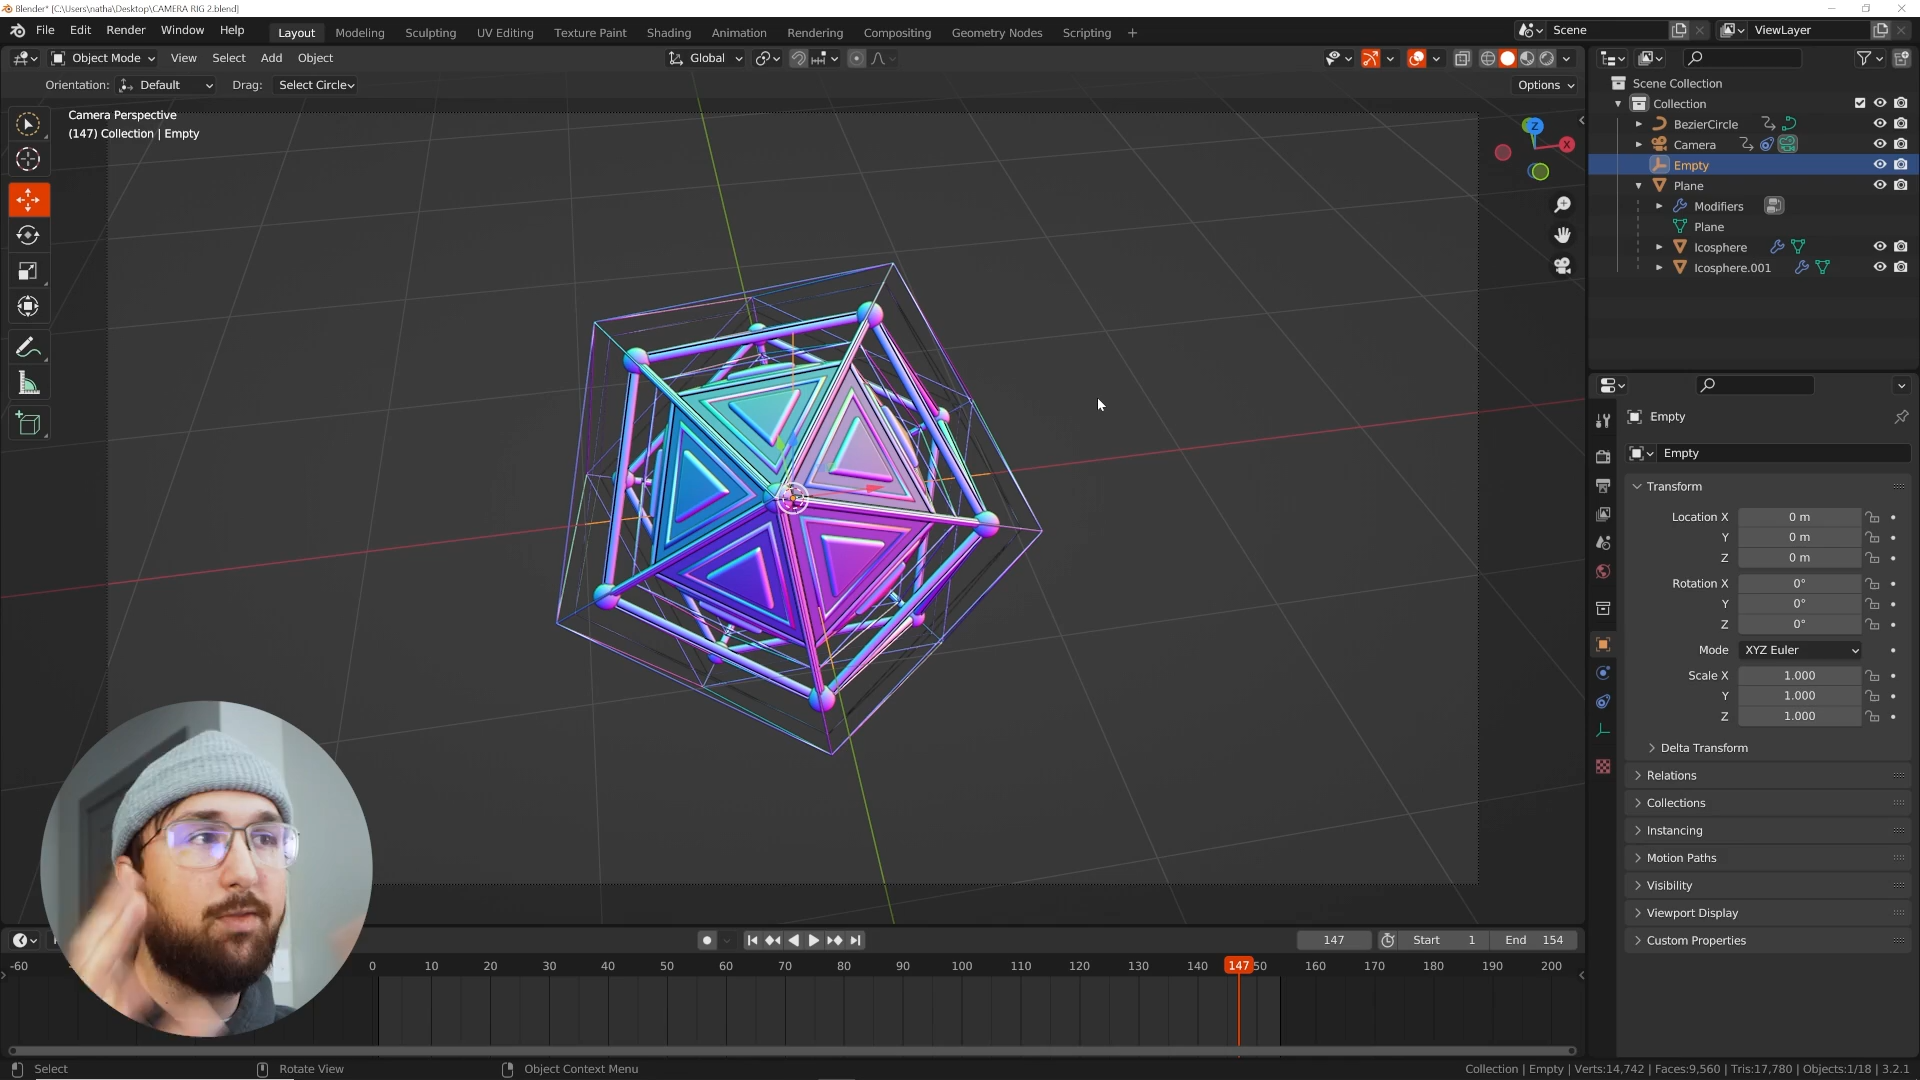 Blender* [C:\Users\natha\Desktop\CAMERA RIG 2.blend]
File Edit Render Window Help Layout Modeling Sculpting UV Editing Texture Paint Shading Animation Rendering Compositing Geometry Nodes Scripting + Scene ViewLayer
Object Mode View Select Add Object Global
Orientation: Default Drag: Select Circle Options
Camera Perspective
(147) Collection | Empty
Z
X
Scene Collection
Collection
BezierCircle
Camera
Empty
Plane
Modifiers
Plane
Icosphere
Icosphere.001
Empty
Empty
Transform
Location X 0 m
Y 0 m
Z 0 m
Rotation X 0°
Y 0°
Z 0°
Mode XYZ Euler
Scale X 1.000
Y 1.000
Z 1.000
Delta Transform
Relations
Collections
Instancing
Motion Paths
Visibility
Viewport Display
Custom Properties
147 Start 1 End 154
-60 0 10 20 30 40 50 60 70 80 90 100 110 120 130 140 147 50 160 170 180 190 200
Select Rotate View Object Context Menu Collection | Empty | Verts:14,742 | Faces:9,560 | Tris:17,780 | Objects:1/18 | 3.2.1